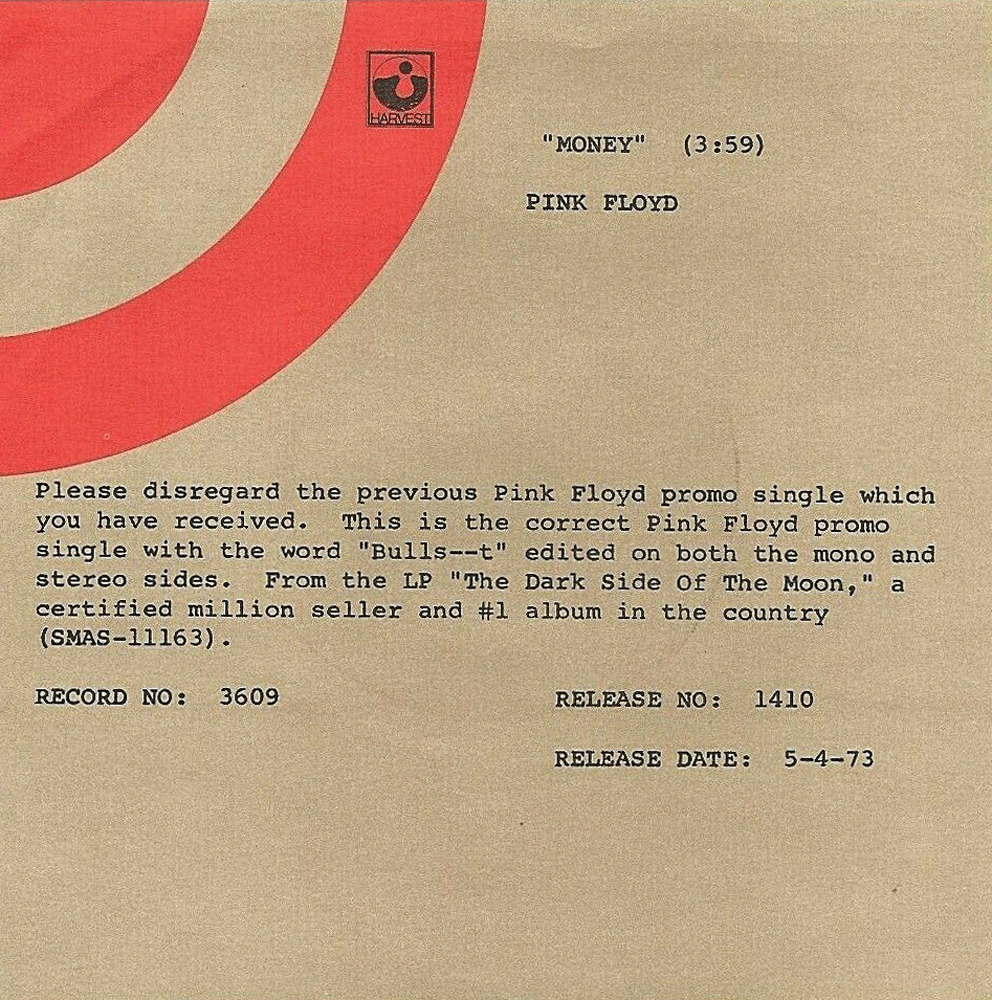 HARVEST
"MONEY" (3:59)
PINK FLOYD
Please disregard the previous Pink Floyd promo single which
you have received. This is the correct Pink Floyd promo
single with the word "Bulls--t" edited on both the mono and
stereo sides. From the LP "The Dark Side Of The Moon," a
certified million seller and #1 album in the country
(SMAS-11163).
RECORD NO: 3609
RELEASE NO: 1410
RELEASE DATE: 5-4-73